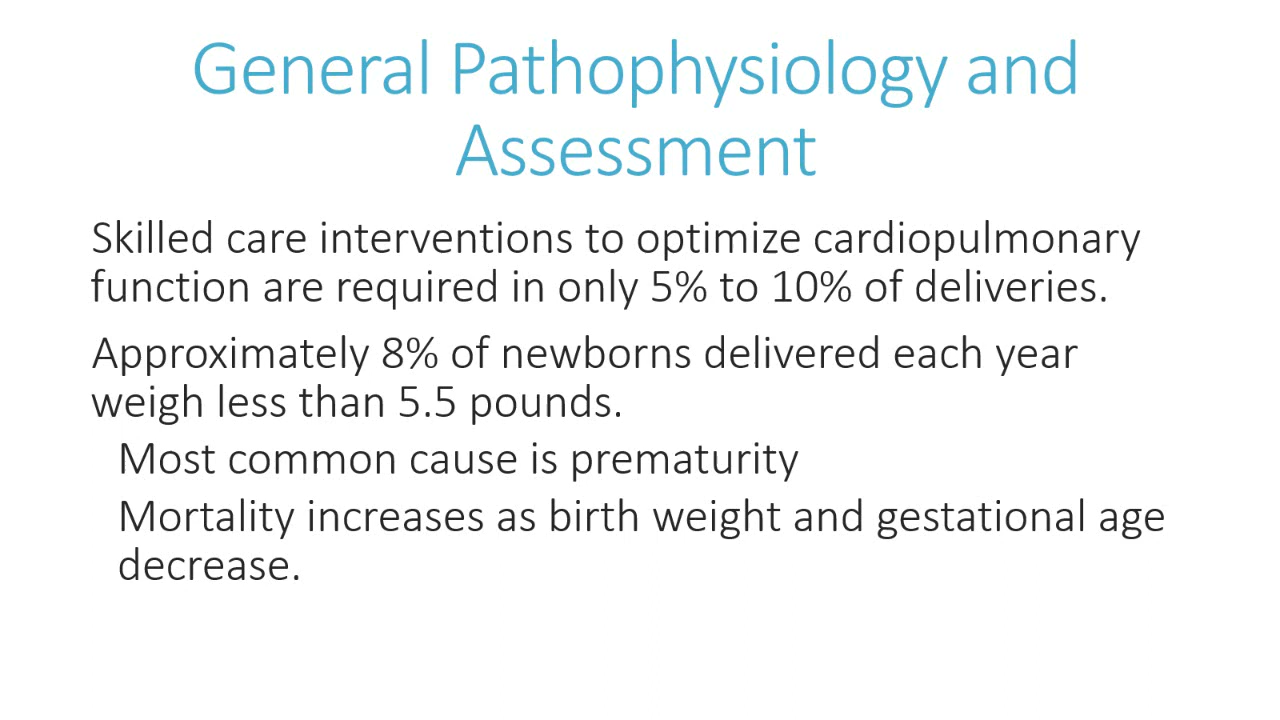 General Pathophysiology and
Assessment
Skilled care interventions to optimize cardiopulmonary
function are required in only 5% to 10% of deliveries.
Approximately 8% of newborns delivered each year
weigh less than 5.5 pounds.
Most common cause is prematurity
Mortality increases as birth weight and gestational age
decrease.